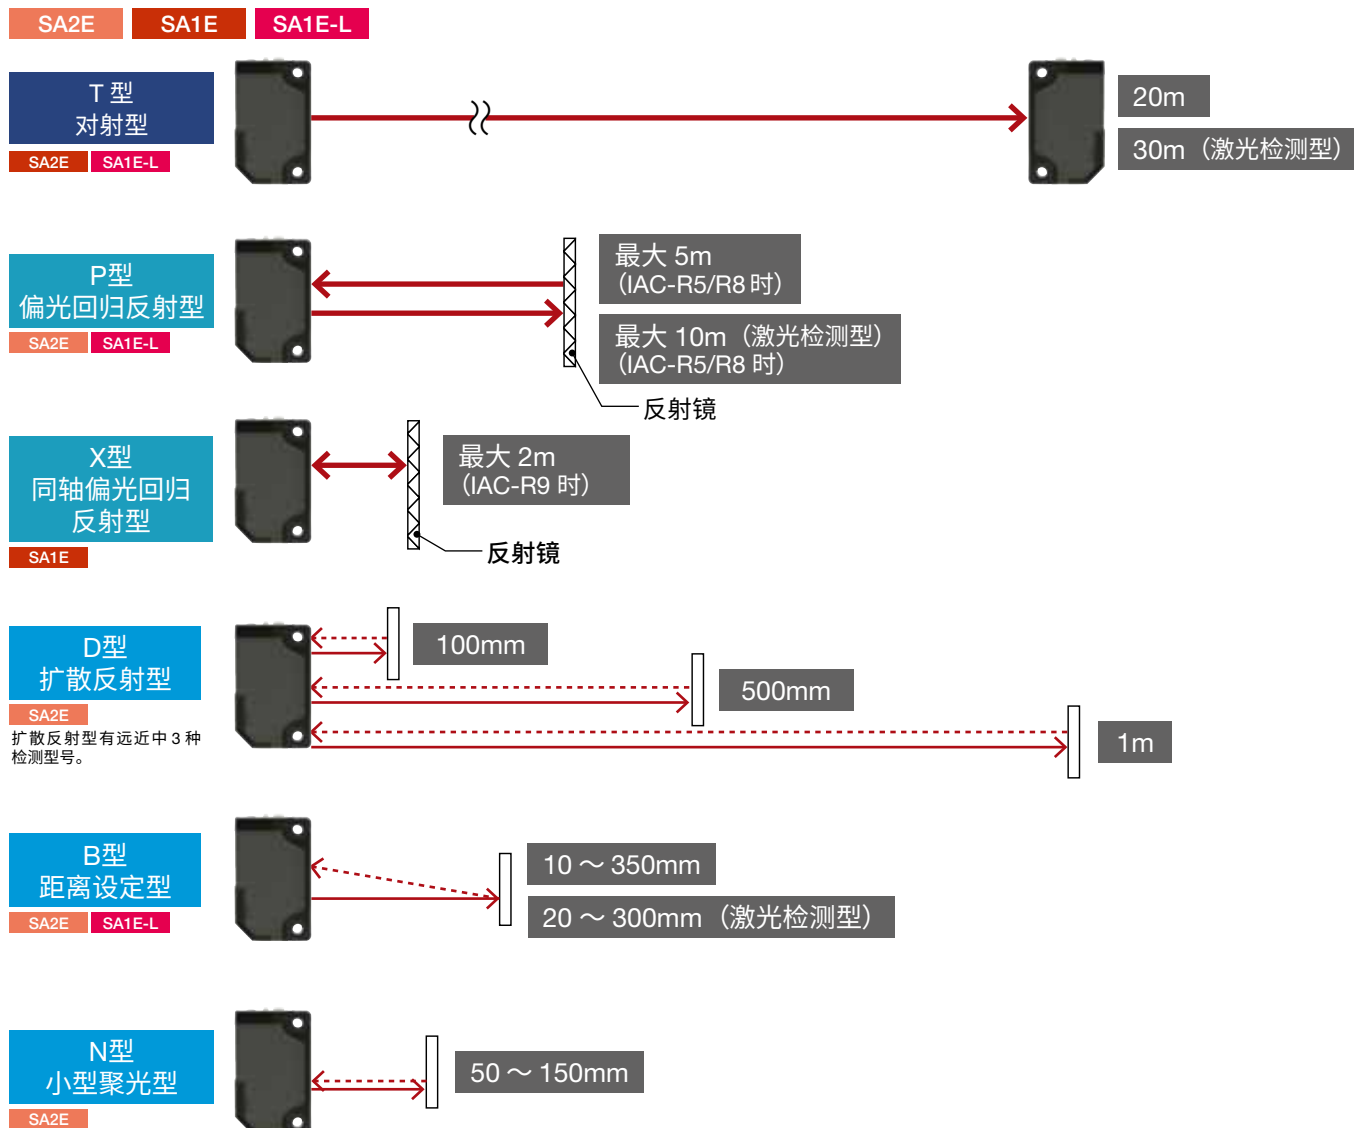 SA2E SA1E SA1E-L
T 型
对射型
SA2E SA1E-L
20m
30m（激光检测型）
P型
偏光回归反射型
SA2E SA1E-L
最大 5m
（IAC-R5/R8 时）
最大 10m（激光检测型）
（IAC-R5/R8 时）
反射镜
X型
同轴偏光回归
反射型
SA1E
最大 2m
（IAC-R9 时）
反射镜
D型
扩散反射型
SA2E
扩散反射型有远近中 3 种
检测型号。
100mm
500mm
1m
B型
距离设定型
SA2E SA1E-L
10 ～ 350mm
20 ～ 300mm（激光检测型）
N型
小型聚光型
SA2E
50 ～ 150mm